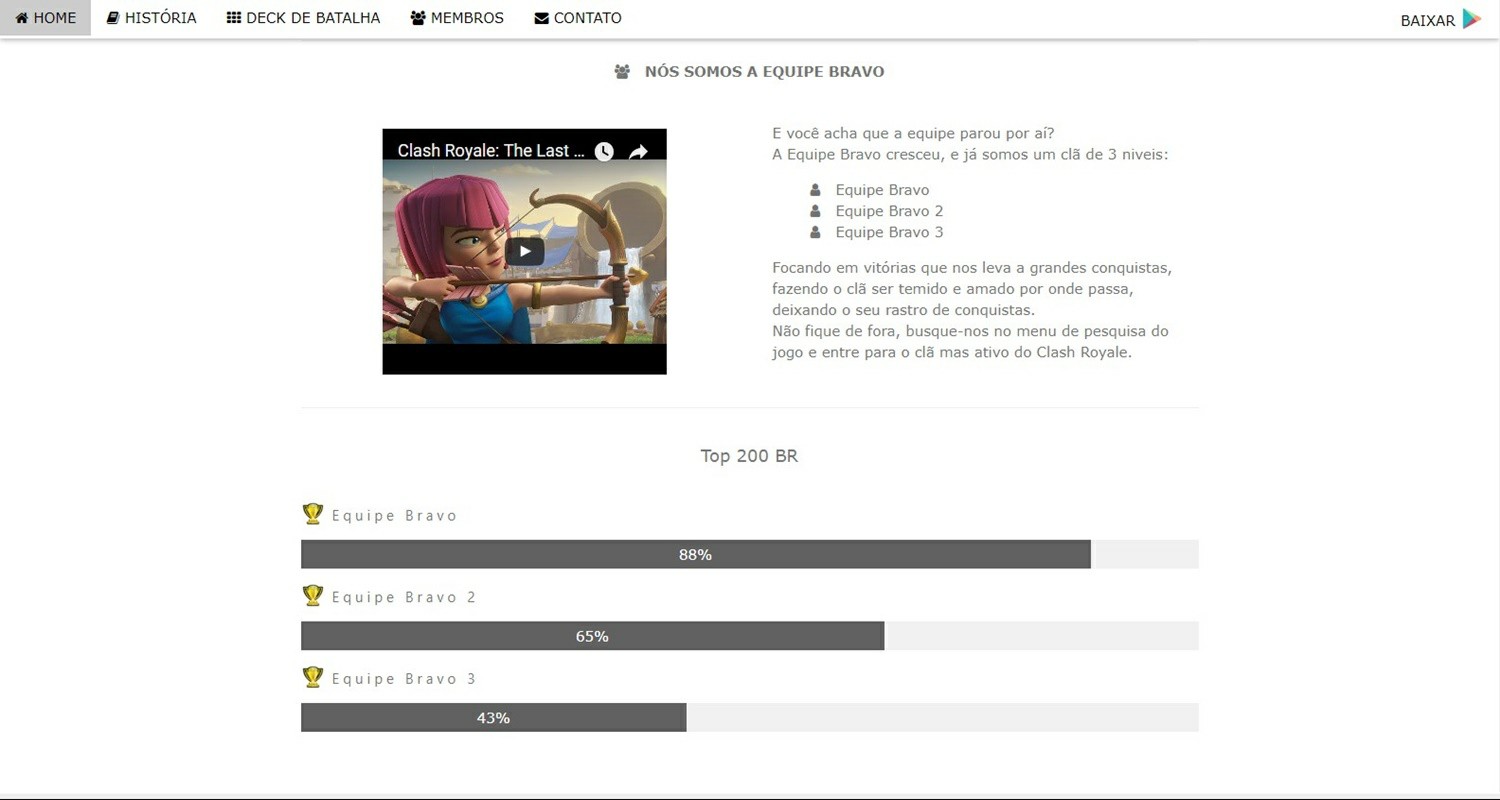 HOME HISTÓRIA DECK DE BATALHA MEMBROS CONTATO BAIXAR
NÓS SOMOS A EQUIPE BRAVO
Clash Royale: The Last ...
E você acha que a equipe parou por aí?
A Equipe Bravo cresceu, e já somos um clã de 3 niveis:
Equipe Bravo
Equipe Bravo 2
Equipe Bravo 3
Focando em vitórias que nos leva a grandes conquistas,
fazendo o clã ser temido e amado por onde passa,
deixando o seu rastro de conquistas.
Não fique de fora, busque-nos no menu de pesquisa do
jogo e entre para o clã mas ativo do Clash Royale.
Top 200 BR
Equipe Bravo
88%
Equipe Bravo 2
65%
Equipe Bravo 3
43%